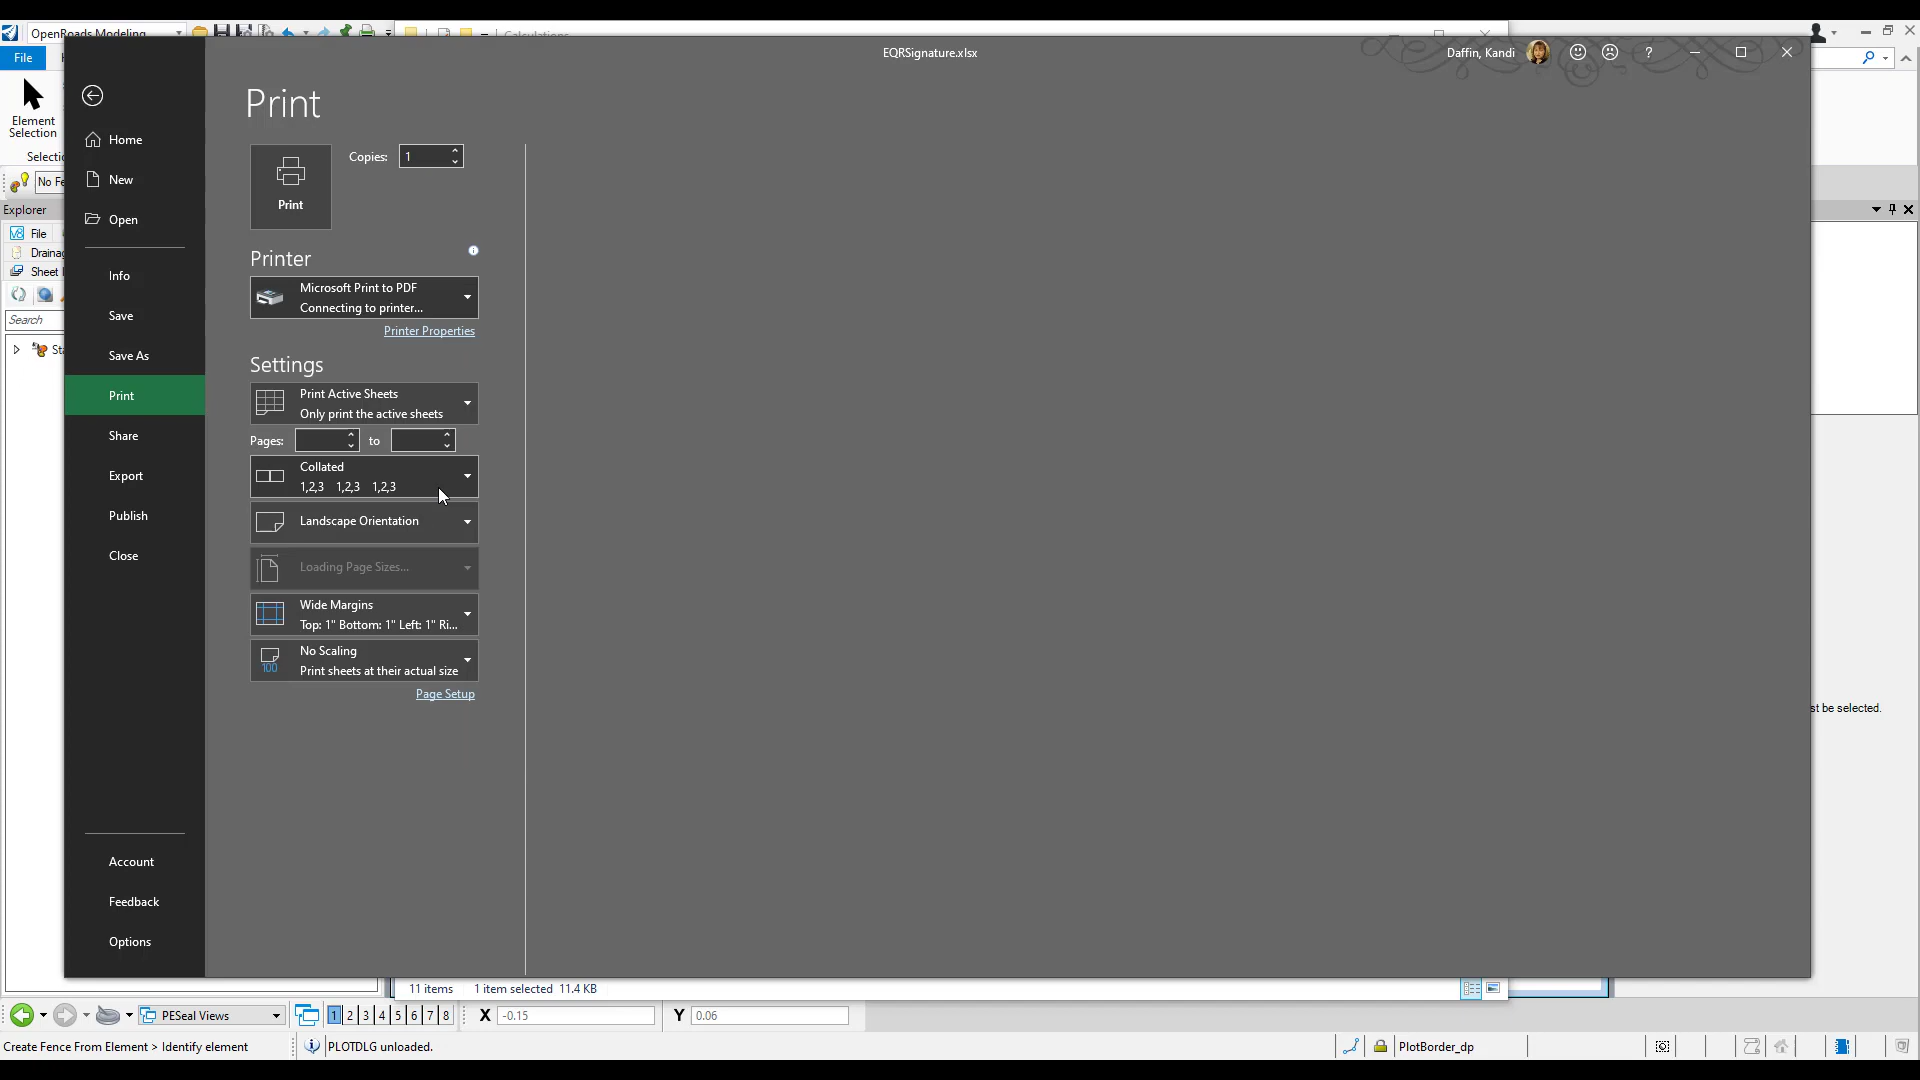 OpenRoads Modeling
EQRSignature.xlsx
Daffin, Kandi
File
Element
Selection
No Fe
Explorer
File
Sheet
Search
Home
New
Open
Info
Save
Save As
Print
Share
Export
Publish
Close
Account
Feedback
Options
Print
Copies: 1
Print
Printer
Microsoft Print to PDF
Connecting to printer...
Printer Properties
Settings
Print Active Sheets
Only print the active sheets
Pages: to
Collated
1,2,3 1,2,3 1,2,3
Landscape Orientation
Loading Page Sizes...
Wide Margins
Top: 1" Bottom: 1" Left: 1" Ri...
No Scaling
100 Print sheets at their actual size
Page Setup
st be selected.
11 items 1 item selected 11.4 KB
PESeal Views 1 2 3 4 5 6 7 8 X -0.15 Y 0.06
Create Fence From Element > Identify element PLOTDLG unloaded. PlotBorder_dp